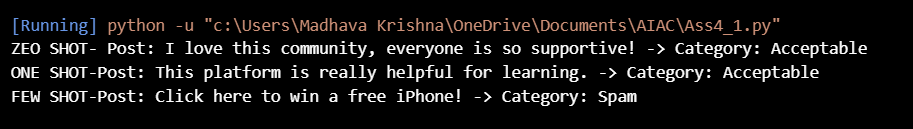 [Running] python -u "c:\Users\Madhava Krishna\OneDrive\Documents\AIAC\Ass4_1.py"
ZEO SHOT- Post: I love this community, everyone is so supportive! -> Category: Acceptable
ONE SHOT-Post: This platform is really helpful for learning. -> Category: Acceptable
FEW SHOT-Post: Click here to win a free iPhone! -> Category: Spam